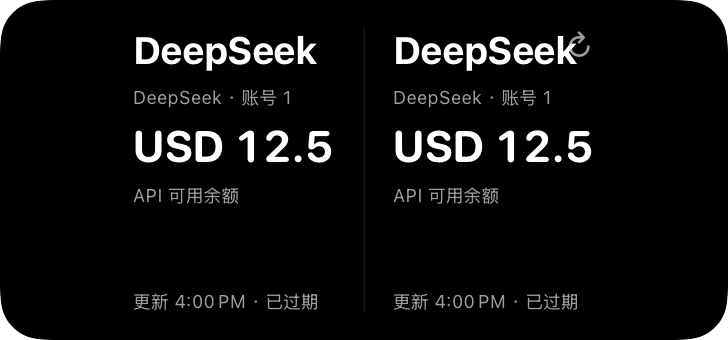 DeepSeek
DeepSeek · 账号 1
USD 12.5
API 可用余额
更新 4:00 PM · 已过期
DeepSeek
DeepSeek · 账号 1
USD 12.5
API 可用余额
更新 4:00 PM · 已过期